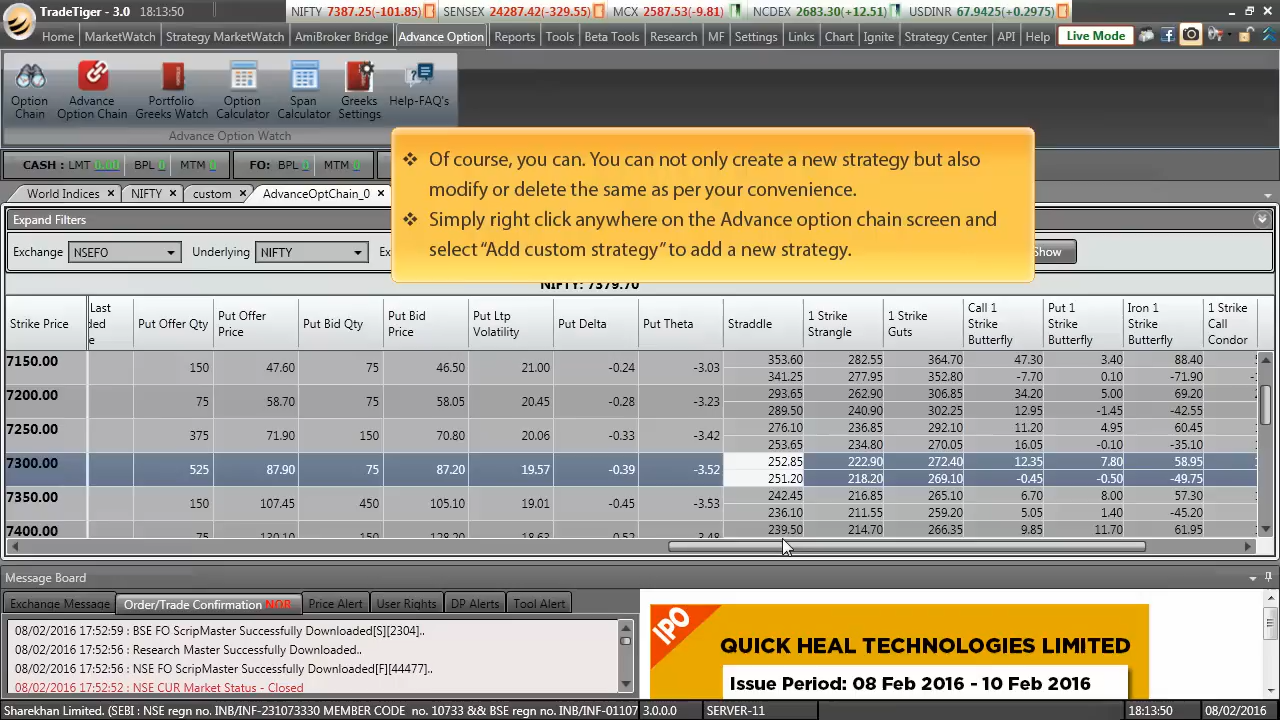 TradeTiger - 3.0 18:13:50 NIFTY 7387.25(-101.85) SENSEX 24287.42(-329.55) MCX 2587.53(-9.81) NCDEX 2683.30(+12.51) USDINR 67.9425(+0.2975)
Home MarketWatch Strategy MarketWatch AmiBroker Bridge Advance Option Reports Tools Beta Tools Research MF Settings Links Chart Ignite Strategy Center API Help Live Mode
Option Chain
Advance Option Chain
Portfolio Greeks Watch
Option Calculator
Span Calculator
Greeks Settings
Help-FAQ's
Advance Option Watch
CASH : LMT 0.00 BPL 0 MTM 0 FO: BPL 0 MTM 0
❖ Of course, you can. You can not only create a new strategy but also
modify or delete the same as per your convenience.
❖ Simply right click anywhere on the Advance option chain screen and
select “Add custom strategy” to add a new strategy.
World Indices × NIFTY × custom × AdvanceOptChain_0 ×
Expand Filters
Exchange NSEFO Underlying NIFTY Ex Show
NIFTY: 7379.70
Strike Price Last ded e Put Offer Qty Put Offer Price Put Bid Qty Put Bid Price Put Ltp Volatility Put Delta Put Theta Straddle 1 Strike Strangle 1 Strike Guts Call 1 Strike Butterfly Put 1 Strike Butterfly Iron 1 Strike Butterfly 1 Strike Call Condor
7150.00 150 47.60 75 46.50 21.00 -0.24 -3.03 353.60 282.55 364.70 47.30 3.40 88.40
341.25 277.95 352.80 -7.70 0.10 -71.90
7200.00 75 58.70 75 58.05 20.45 -0.28 -3.23 293.65 262.90 306.85 34.20 5.00 69.20
289.50 240.90 302.25 12.95 -1.45 -42.55
7250.00 375 71.90 150 70.80 20.06 -0.33 -3.42 276.10 236.85 292.10 11.20 4.95 60.45
253.65 234.80 270.05 16.05 -0.10 -35.10
7300.00 525 87.90 75 87.20 19.57 -0.39 -3.52 252.85 222.90 272.40 12.35 7.80 58.95
251.20 218.20 269.10 -0.45 -0.50 -49.75
7350.00 150 107.45 450 105.10 19.01 -0.45 -3.53 242.45 216.85 265.10 6.70 8.00 57.30
236.10 211.55 259.20 5.05 1.40 -45.20
7400.00 75 130.10 150 128.20 18.63 -0.52 -3.48 239.50 214.70 266.35 9.85 11.70 61.95
Message Board
Exchange Message Order/Trade Confirmation NOR Price Alert User Rights DP Alerts Tool Alert
08/02/2016 17:52:59 : BSE FO ScripMaster Successfully Downloaded[S][2304]..
08/02/2016 17:52:56 : Research Master Successfully Downloaded..
08/02/2016 17:52:56 : NSE FO ScripMaster Successfully Downloaded[F][44477]..
08/02/2016 17:52:52 : NSE CUR Market Status - Closed
IPO
QUICK HEAL TECHNOLOGIES LIMITED
Issue Period: 08 Feb 2016 - 10 Feb 2016
Sharekhan Limited. (SEBI : NSE regn no. INB/INF-231073330 MEMBER CODE no. 10733 && BSE regn no. INB/INF-01107 3.0.0.0 SERVER-11 18:13:50 08/02/2016